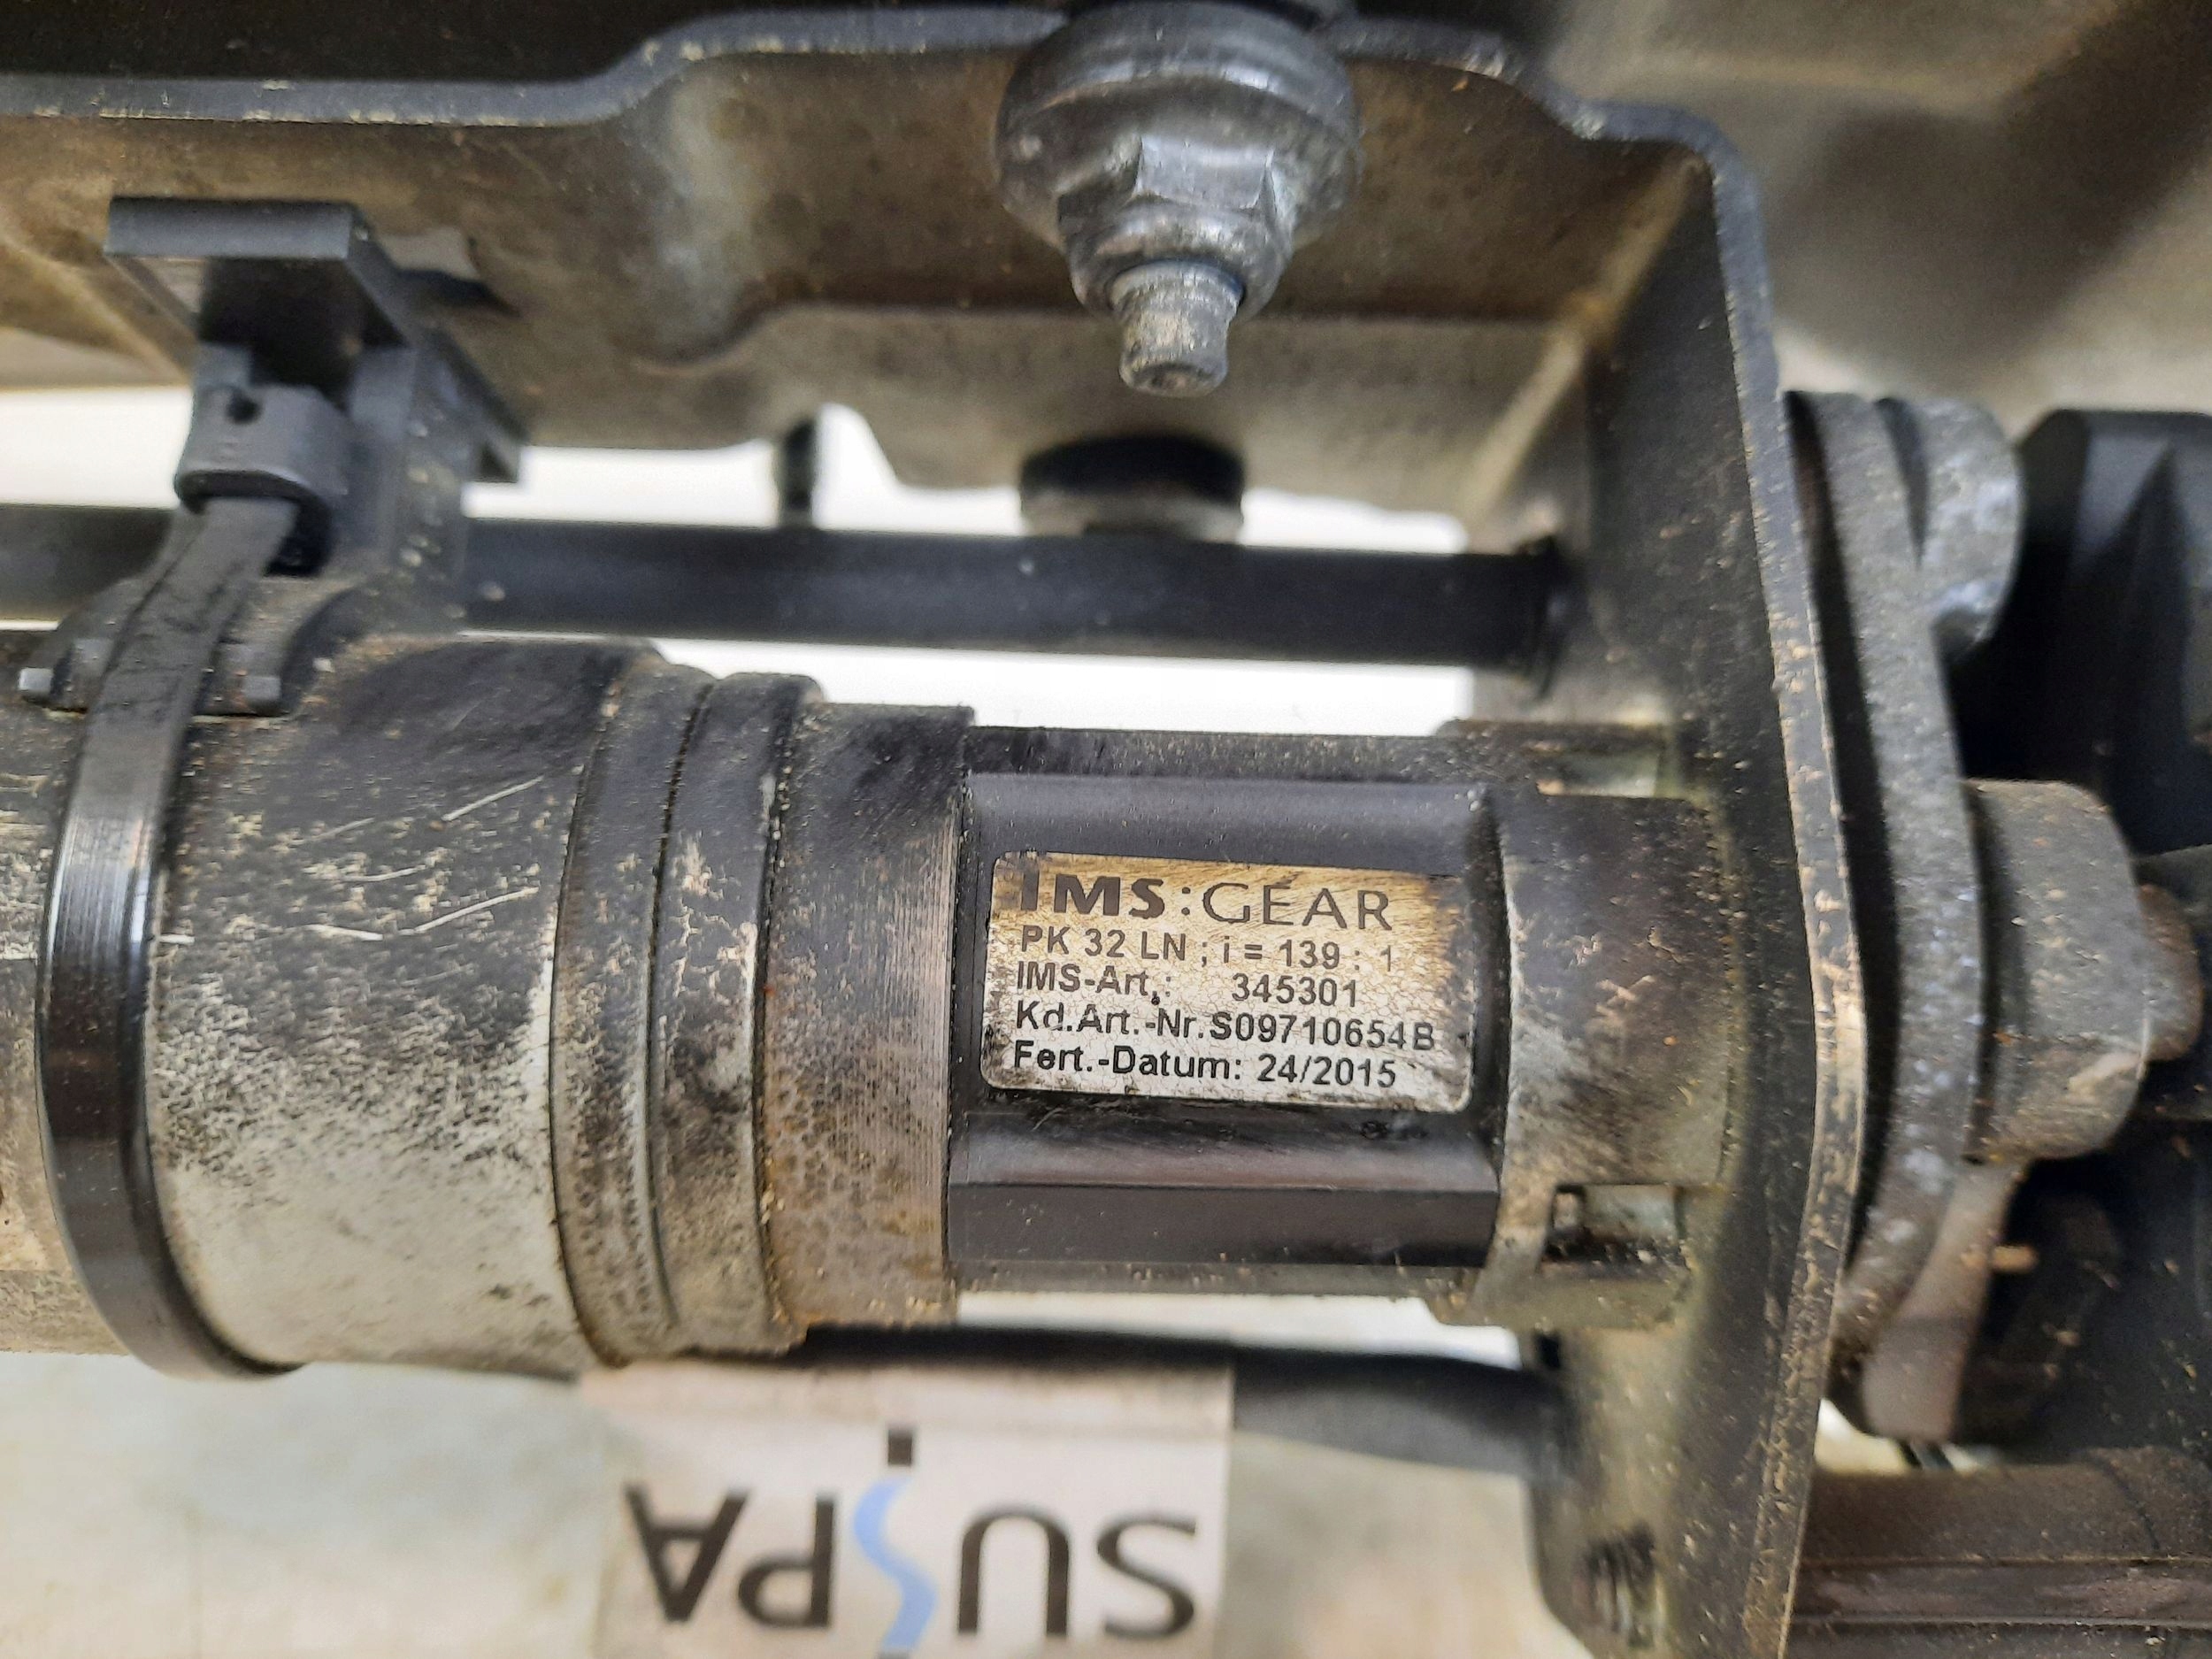 IMS:GEAR
PK 32 LN ; i = 139 : 1
IMS-Art.: 345301
Kd.Art.-Nr.S09710654B
Fert.-Datum: 24/2015
SUSPA